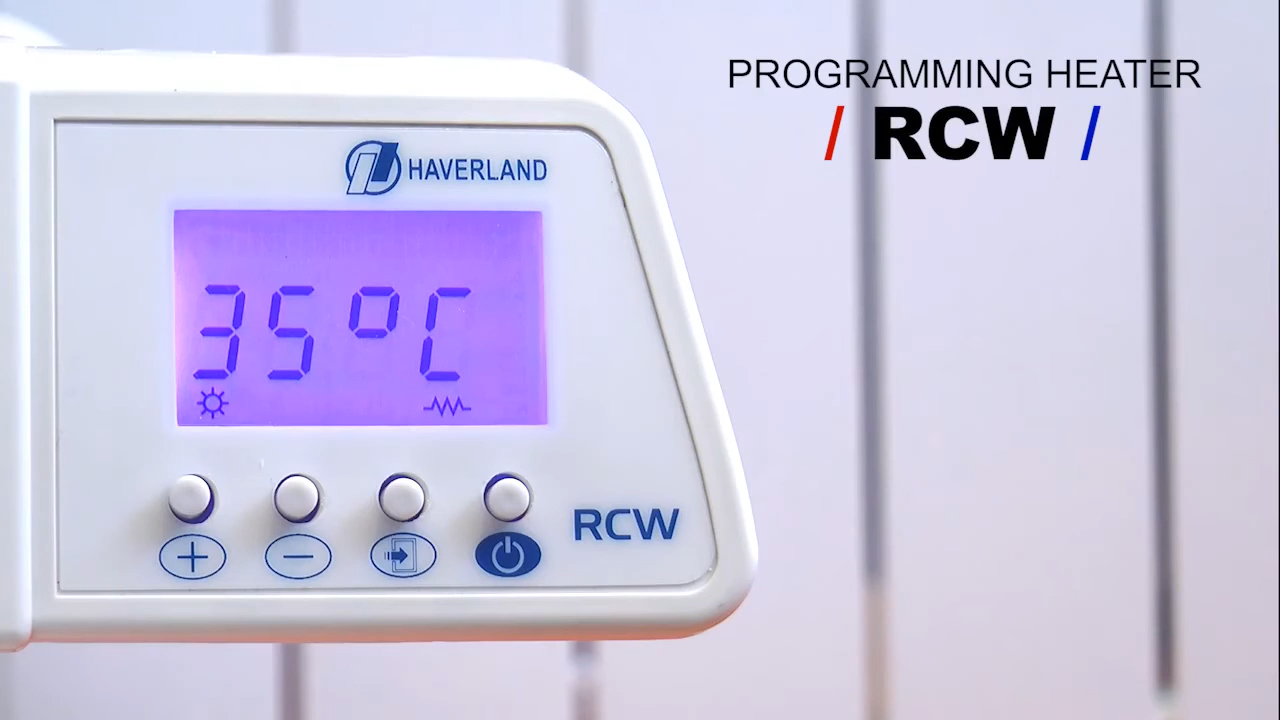 PROGRAMMING HEATER
/ RCW /
HAVERLAND
35°C
RCW